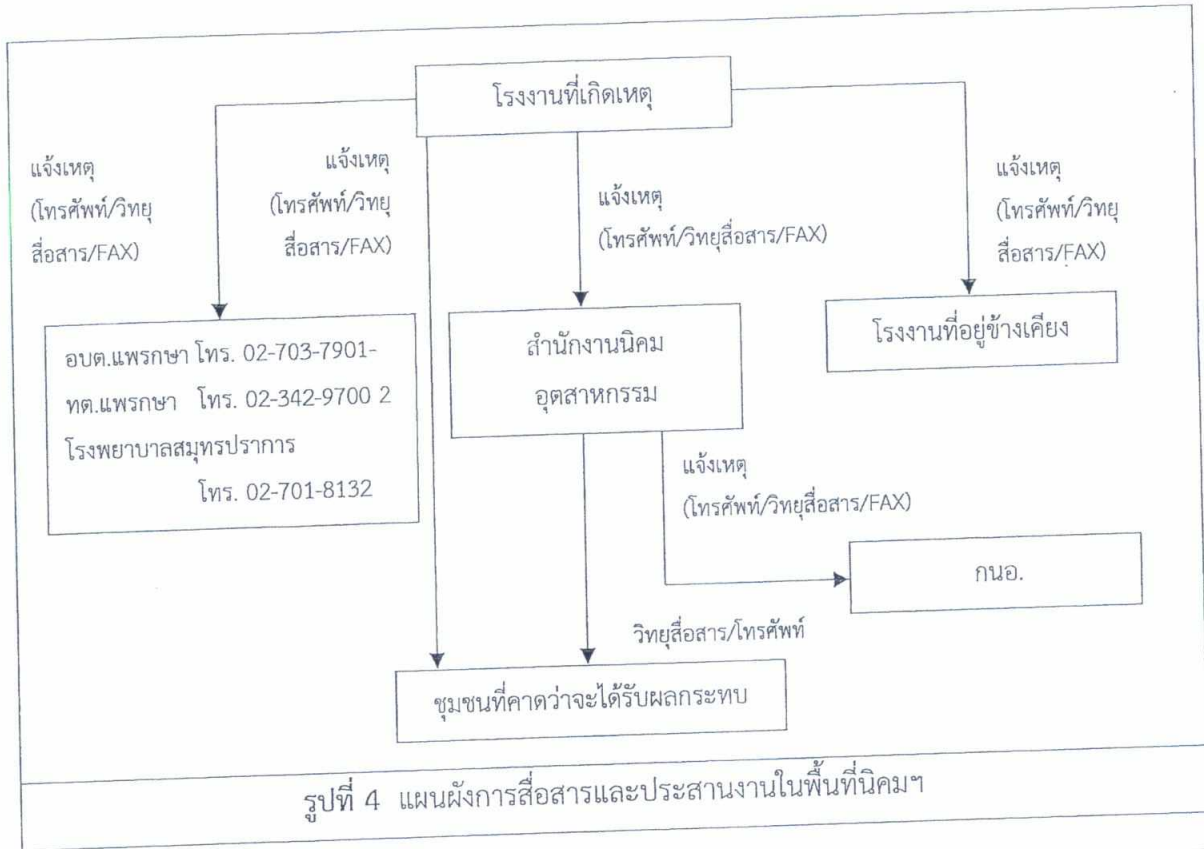 โรงงานที่เกิดเหตุ
แจ้งเหตุ
(โทรศัพท์/วิทยุ
สื่อสาร/FAX)
แจ้งเหตุ
(โทรศัพท์/วิทยุ
สื่อสาร/FAX)
แจ้งเหตุ
(โทรศัพท์/วิทยุสื่อสาร/FAX)
แจ้งเหตุ
(โทรศัพท์/วิทยุ
สื่อสาร/FAX)
อบต.แพรกษา โทร. 02-703-7901-
ทต.แพรกษา โทร. 02-342-9700 2
โรงพยาบาลสมุทรปราการ
โทร. 02-701-8132
สำนักงานนิคม
อุตสาหกรรม
โรงงานที่อยู่ข้างเคียง
แจ้งเหตุ
(โทรศัพท์/วิทยุสื่อสาร/FAX)
กนอ.
วิทยุสื่อสาร/โทรศัพท์
ชุมชนที่คาดว่าจะได้รับผลกระทบ
รูปที่ 4 แผนผังการสื่อสารและประสานงานในพื้นที่นิคมฯ